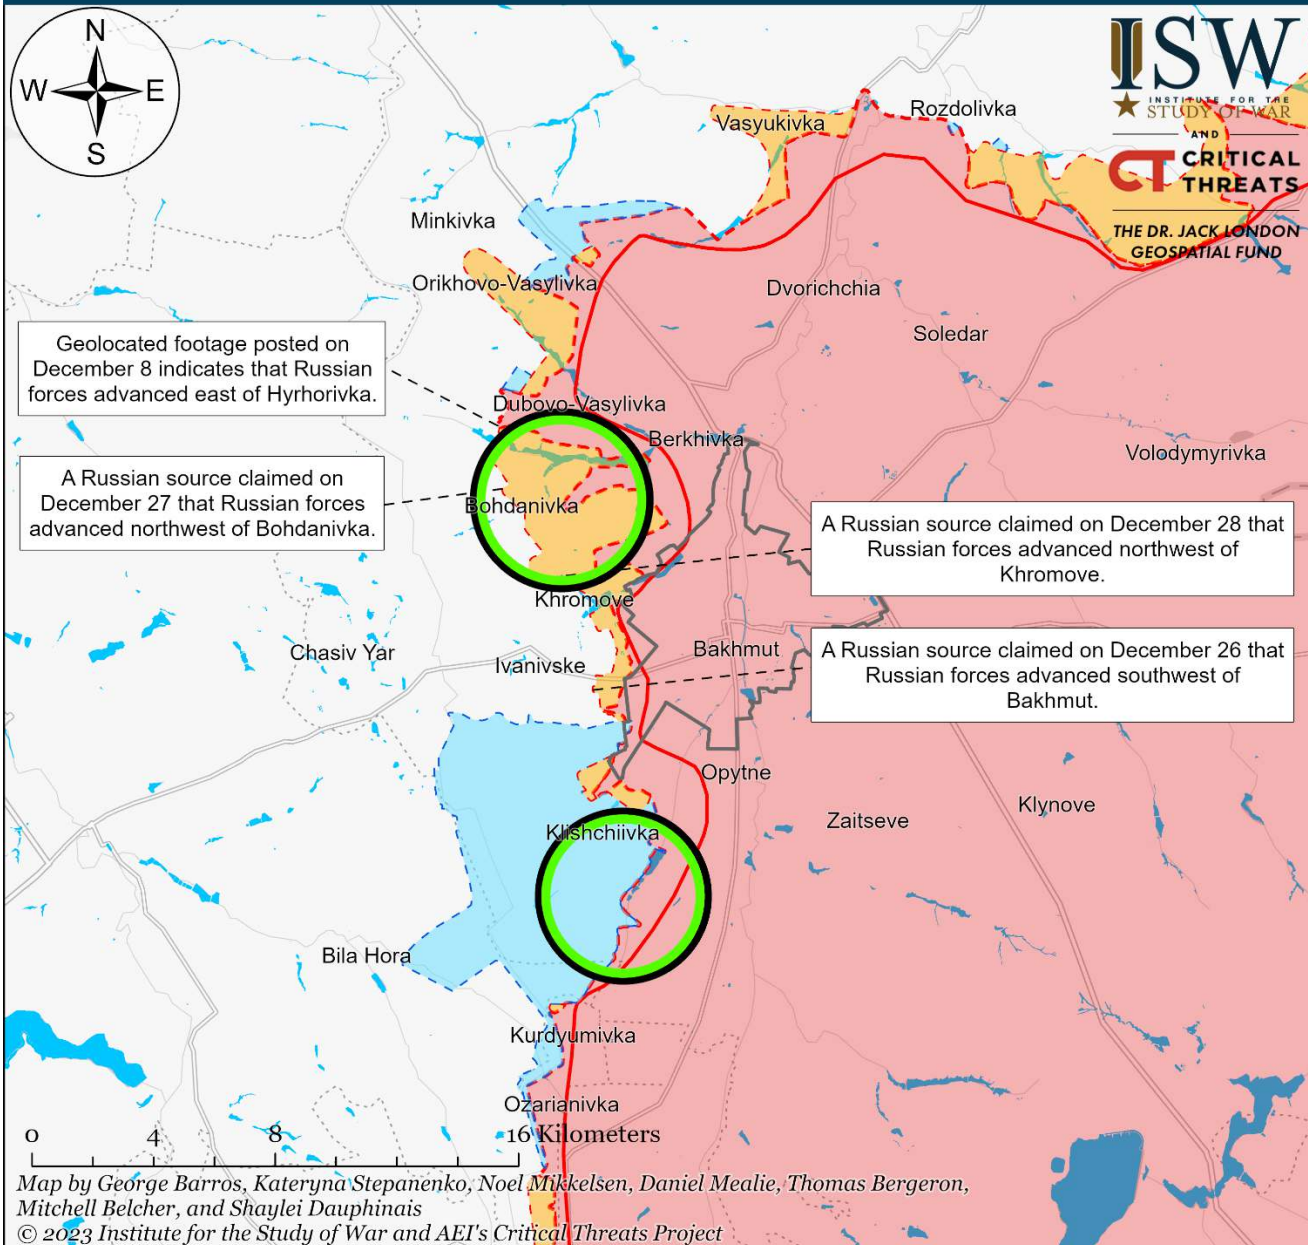 N
W
E
S
ISW
INSTITUTE FOR THE
STUDY OF WAR
AND
CT CRITICAL
THREATS
THE DR. JACK LONDON
GEOSPATIAL FUND
Rozdolivka
Vasyukivka
Minkivka
Orikhovo-Vasylivka
Dvorichchia
Soledar
Geolocated footage posted on
December 8 indicates that Russian
forces advanced east of Hyrhorivka.
Dubovo-Vasylivka
Berkhivka
Volodymyrivka
A Russian source claimed on
December 27 that Russian forces
advanced northwest of Bohdanivka.
Bohdanivka
A Russian source claimed on December 28 that
Russian forces advanced northwest of
Khromove.
Khromove
Chasiv Yar
Ivanivske
Bakhmut
A Russian source claimed on December 26 that
Russian forces advanced southwest of
Bakhmut.
Opytne
Klynove
Zaitseve
Klishchiivka
Bila Hora
Kurdyumivka
Ozarianivka
0 4 8 16 Kilometers
Map by George Barros, Kateryna Stepanenko, Noel Mikkelsen, Daniel Mealie, Thomas Bergeron,
Mitchell Belcher, and Shaylei Dauphinais
© 2023 Institute for the Study of War and AEI's Critical Threats Project